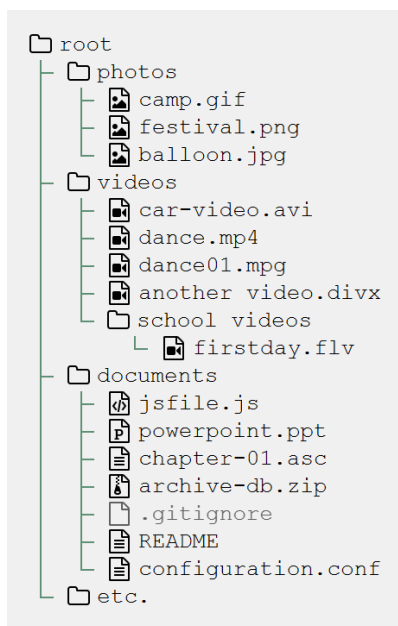 root
photos
camp.gif
festival.png
balloon.jpg
videos
car-video.avi
dance.mp4
dance01.mpg
another video.divx
school videos
firstday.flv
documents
jsfile.js
powerpoint.ppt
chapter-01.asc
archive-db.zip
.gitignore
README
configuration.conf
etc.